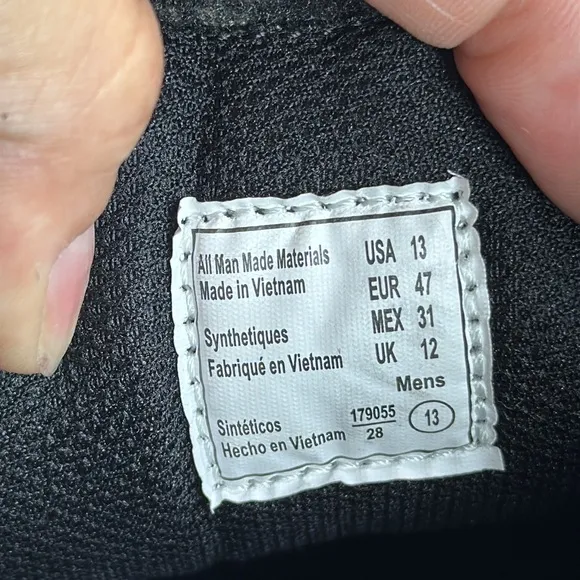 All Man Made Materials
Made in Vietnam
Synthetiques
Fabriqué en Vietnam
Sintéticos
Hecho en Vietnam
USA 13
EUR 47
MEX 31
UK 12
Mens
179055
28
13